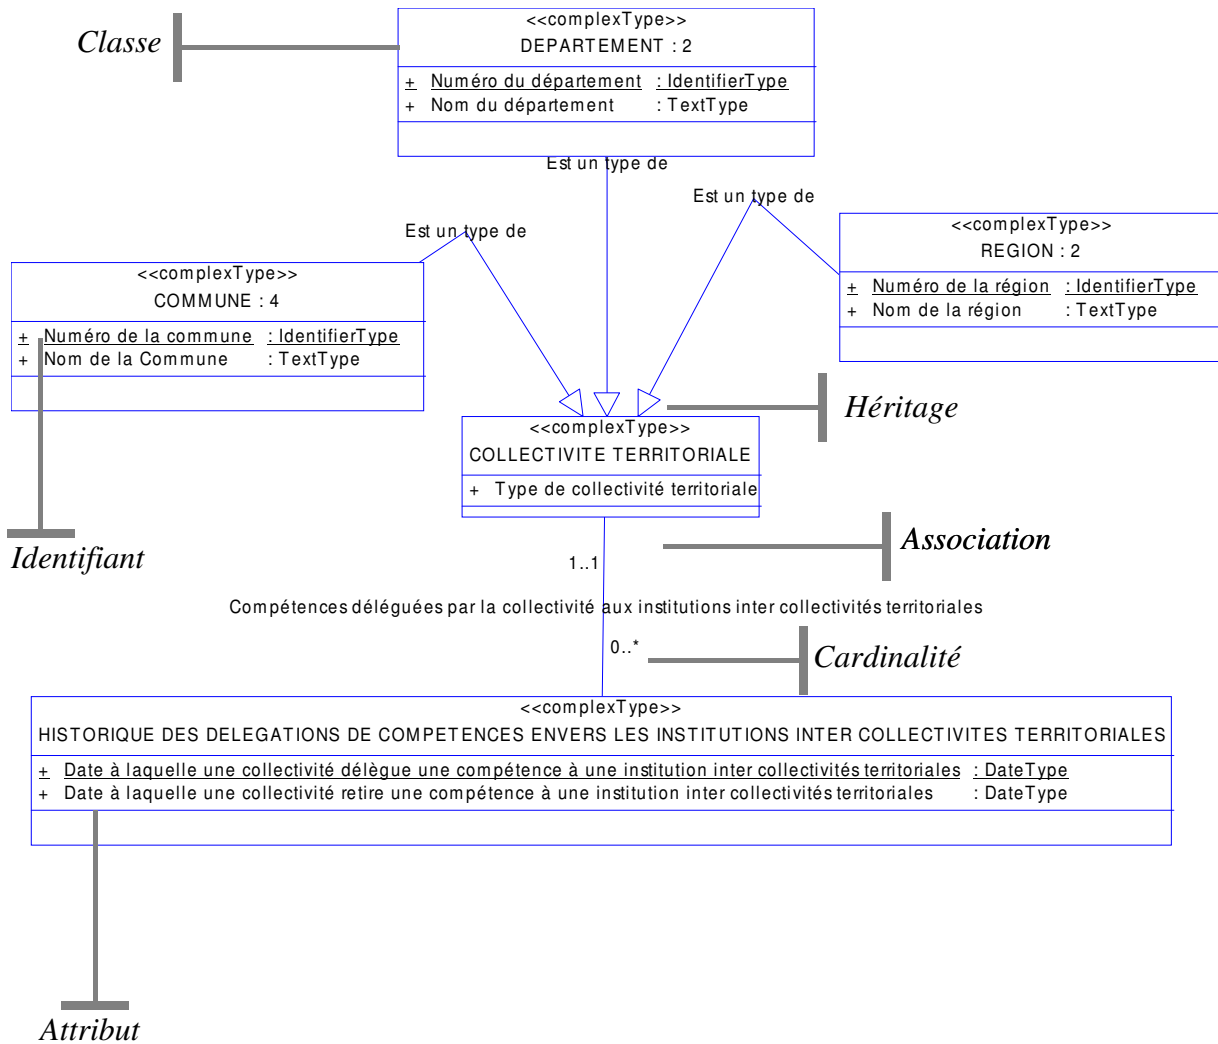 Classe
<<complexType>>
DEPARTEMENT : 2
+ Numéro du département : IdentifierType
+ Nom du département : TextType
Est un type de
Est un type de
Est un type de
<<complexType>>
REGION : 2
+ Numéro de la région : IdentifierType
+ Nom de la région : TextType
<<complexType>>
COMMUNE : 4
+ Numéro de la commune : IdentifierType
+ Nom de la Commune : TextType
Héritage
<<complexType>>
COLLECTIVITE TERRITORIALE
+ Type de collectivité territoriale
Identifiant
Association
1..1
Compétences déléguées par la collectivité aux institutions inter collectivités territoriales
0..*
Cardinalité
<<complexType>>
HISTORIQUE DES DELEGATIONS DE COMPETENCES ENVERS LES INSTITUTIONS INTER COLLECTIVITES TERRITORIALES
+ Date à laquelle une collectivité délègue une compétence à une institution inter collectivités territoriales : DateType
+ Date à laquelle une collectivité retire une compétence à une institution inter collectivités territoriales : DateType
Attribut